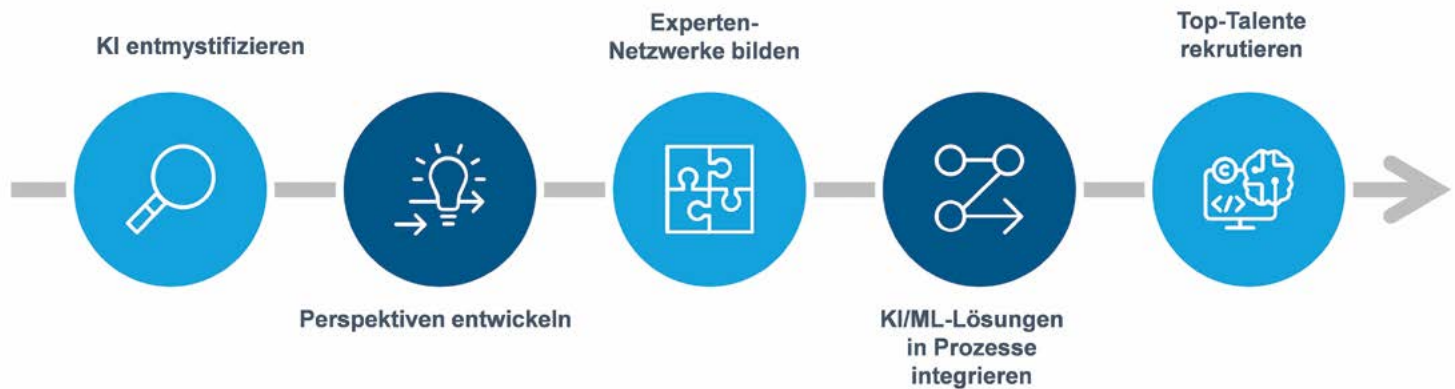 KI entmystifizieren
Perspektiven entwickeln
Experten-
Netzwerke bilden
KI/ML-Lösungen
in Prozesse
integrieren
Top-Talente
rekrutieren
C
</>